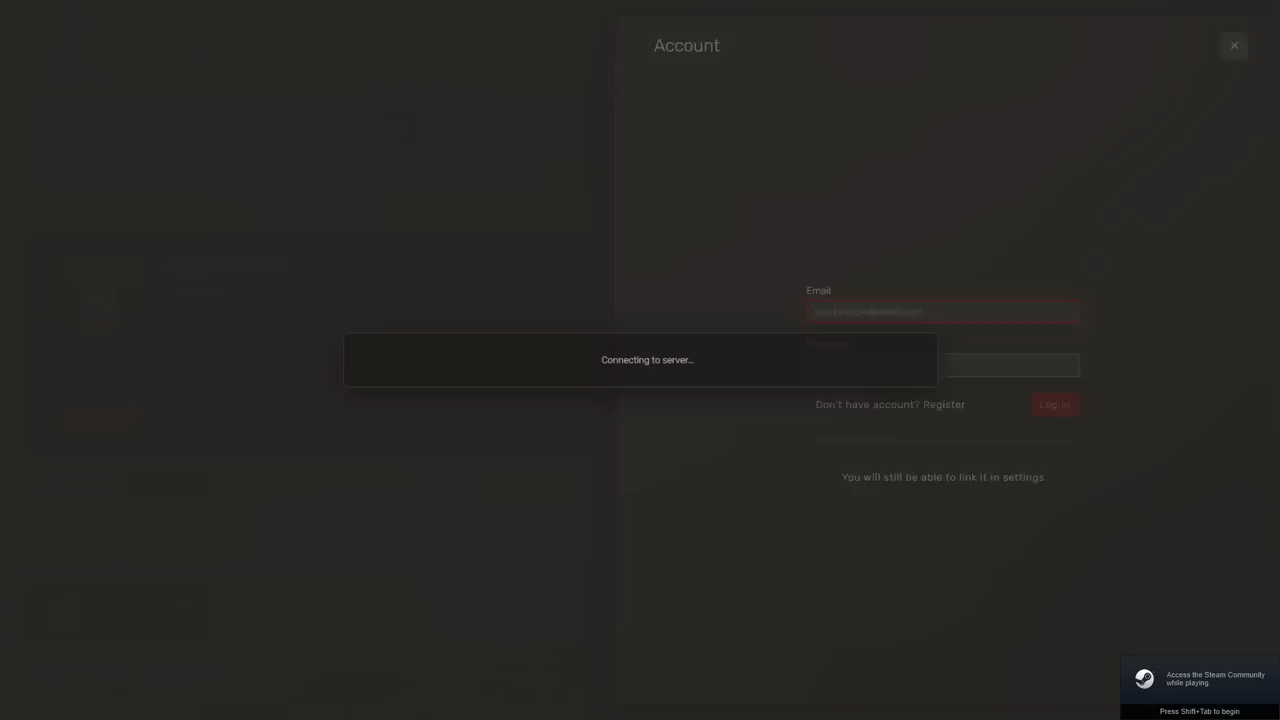 Account
Email
Connecting to server...
Don't have account? Register
Log in
You will still be able to link it in settings
Access the Steam Community
while playing.
Press Shift+Tab to begin